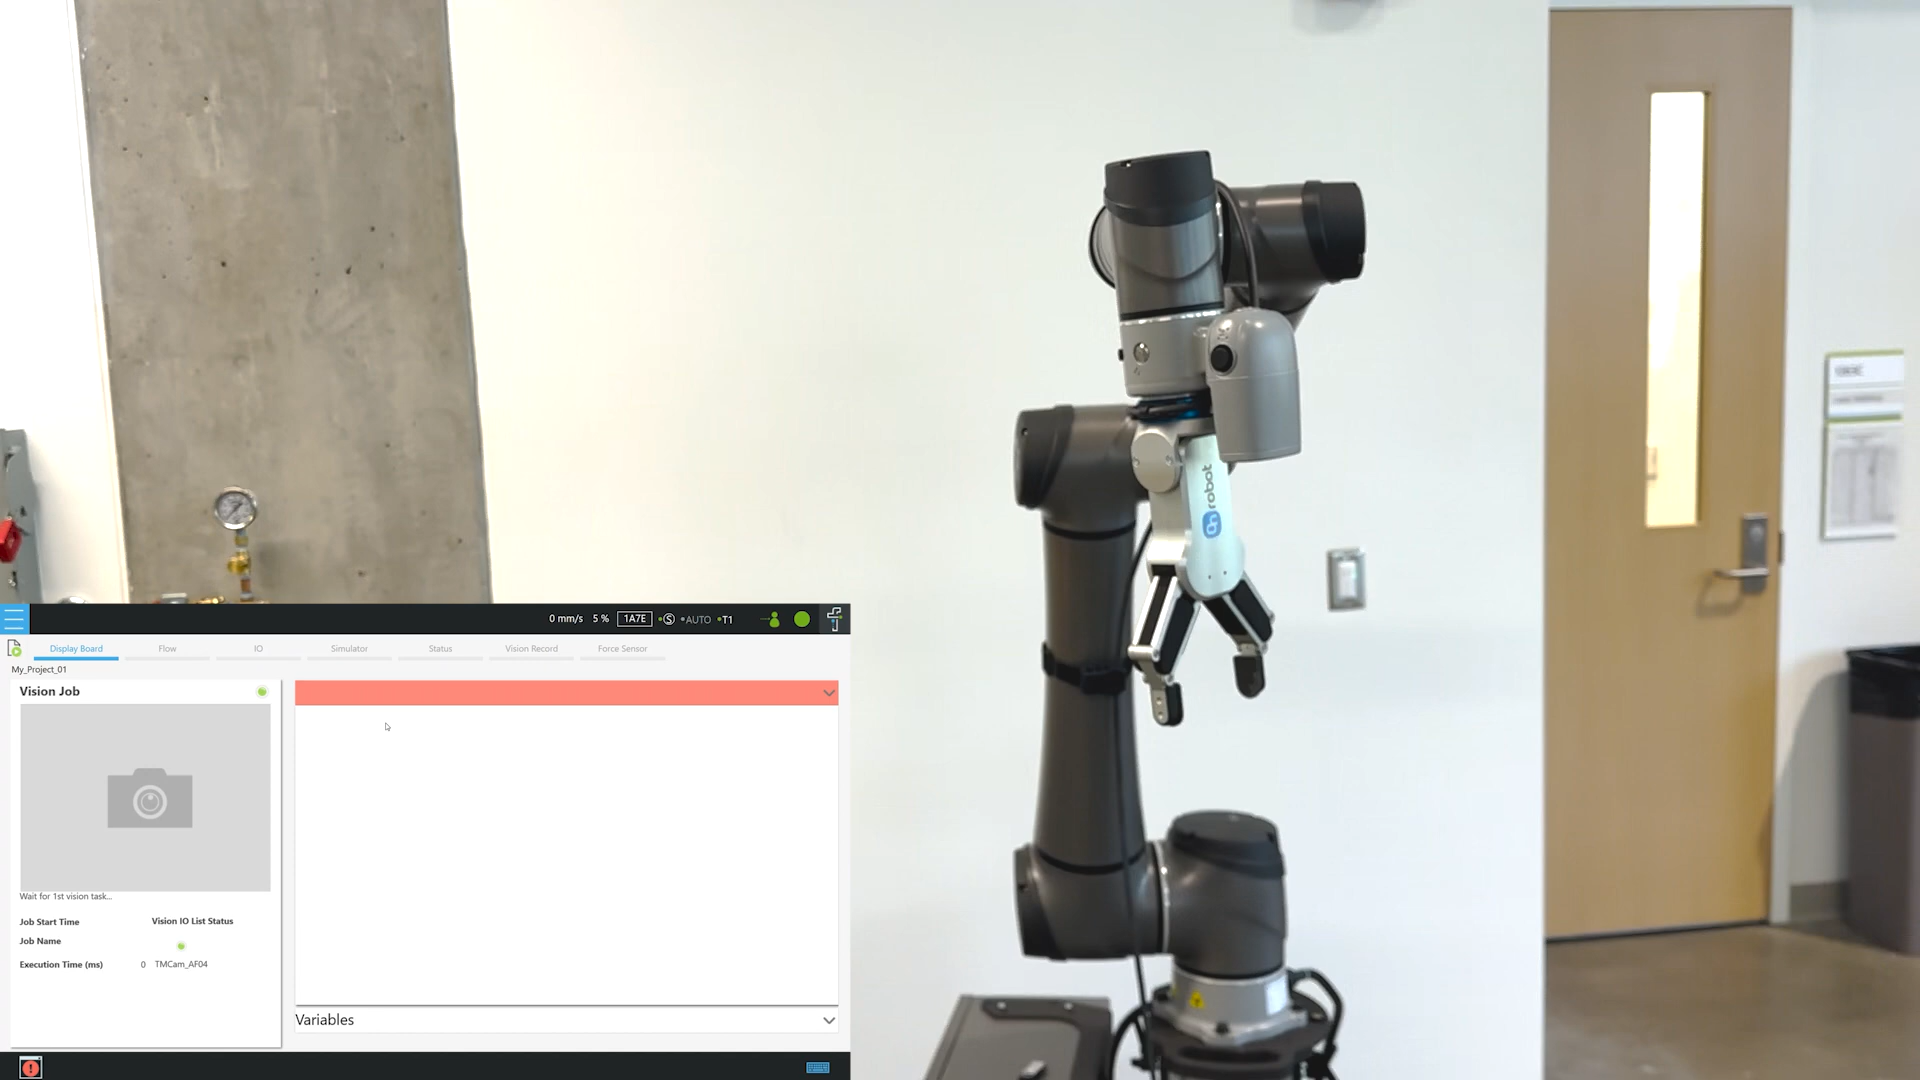 onrobot
0 mm/s 5 % 1A7E S AUTO T1
Display Board Flow IO Simulator Status Vision Record Force Sensor
My_Project_01
Vision Job
Wait for 1st vision task...
Job Start Time Vision IO List Status
Job Name
Execution Time (ms) 0 TMCam_AF04
Variables